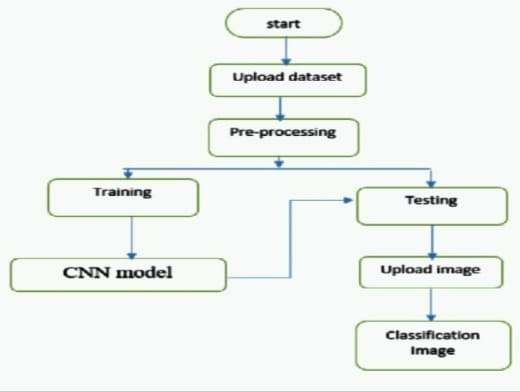 start
Upload dataset
Pre-processing
Training
Testing
CNN model
Upload image
Classification
Image